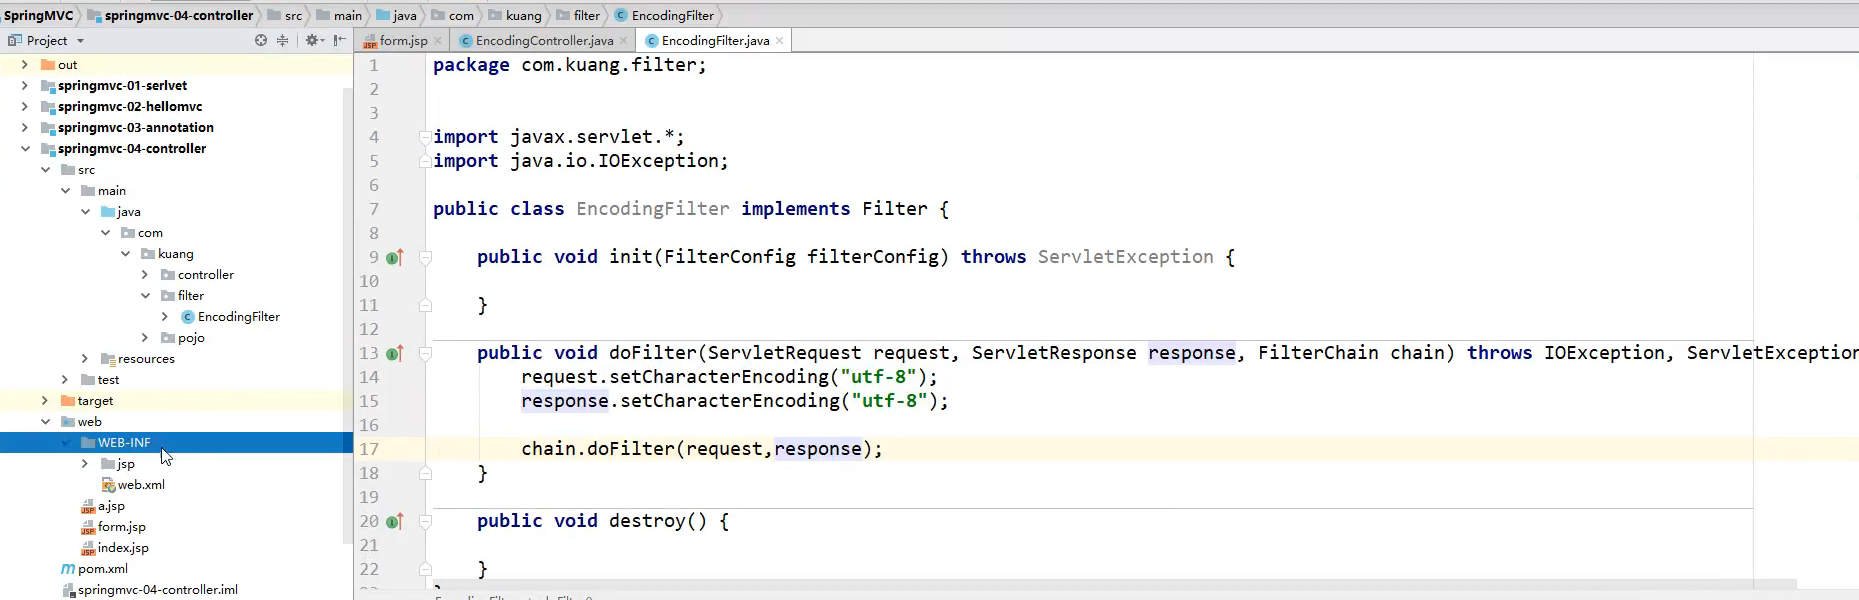 SpringMVC springmvc-04-controller src main java com kuang filter EncodingFilter
Project
form.jsp EncodingController.java EncodingFilter.java
out
springmvc-01-serlvet
springmvc-02-hellomvc
springmvc-03-annotation
springmvc-04-controller
src
main
java
com
kuang
controller
filter
EncodingFilter
pojo
resources
test
target
web
WEB-INF
jsp
web.xml
a.jsp
form.jsp
index.jsp
pom.xml
springmvc-04-controller.iml
1 package com.kuang.filter;
2
3
4 import javax.servlet.*;
5 import java.io.IOException;
6
7 public class EncodingFilter implements Filter {
8
9 public void init(FilterConfig filterConfig) throws ServletException {
10
11 }
12
13 public void doFilter(ServletRequest request, ServletResponse response, FilterChain chain) throws IOException, ServletException
14 request.setCharacterEncoding("utf-8");
15 response.setCharacterEncoding("utf-8");
16
17 chain.doFilter(request,response);
18 }
19
20 public void destroy() {
21
22 }